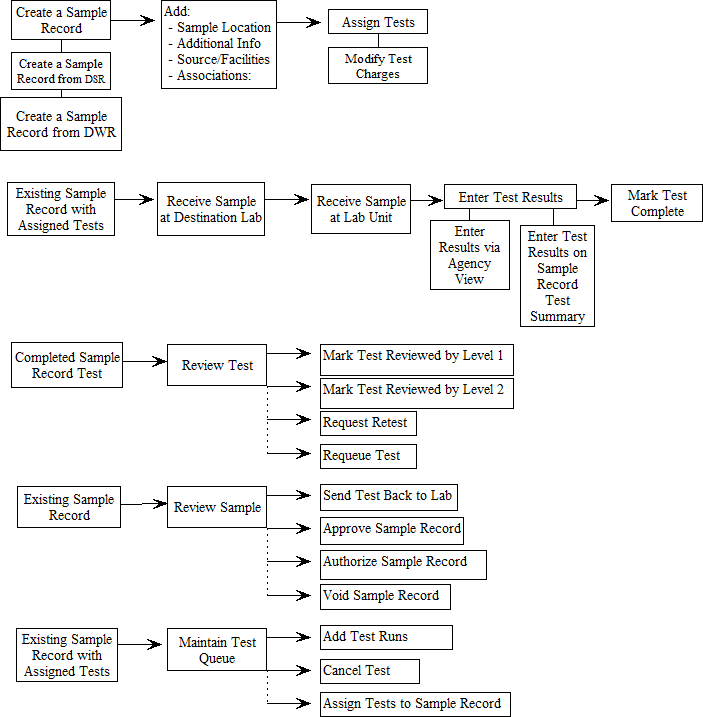 Create a Sample
Record
Create a Sample
Record from DSR
Create a Sample
Record from DWR
Add:
- Sample Location
- Additional Info
- Source/Facilities
- Associations:
Assign Tests
Modify Test
Charges
Existing Sample
Record with
Assigned Tests
Receive Sample
at Destination Lab
Receive Sample
at Lab Unit
Enter Test Results
Enter
Results via
Agency
View
Enter Test
Results on
Sample
Record
Test
Summary
Mark Test
Complete
Completed Sample
Record Test
Review Test
Mark Test Reviewed by Level 1
Mark Test Reviewed by Level 2
Request Retest
Requeue Test
Existing Sample
Record
Review Sample
Send Test Back to Lab
Approve Sample Record
Authorize Sample Record
Void Sample Record
Existing Sample
Record with
Assigned Tests
Maintain Test
Queue
Add Test Runs
Cancel Test
Assign Tests to Sample Record